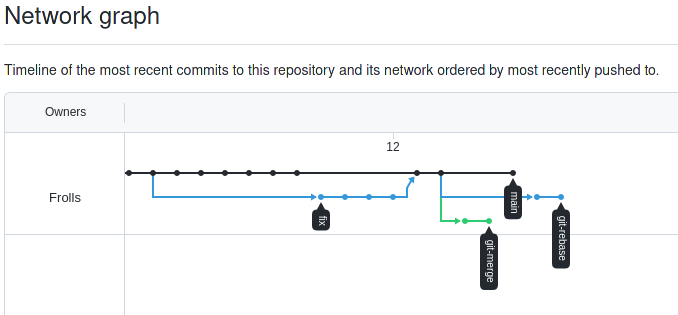 Network graph
Timeline of the most recent commits to this repository and its network ordered by most recently pushed to.
Owners
12
Frolls
fix
main
git-rebase
git-merge